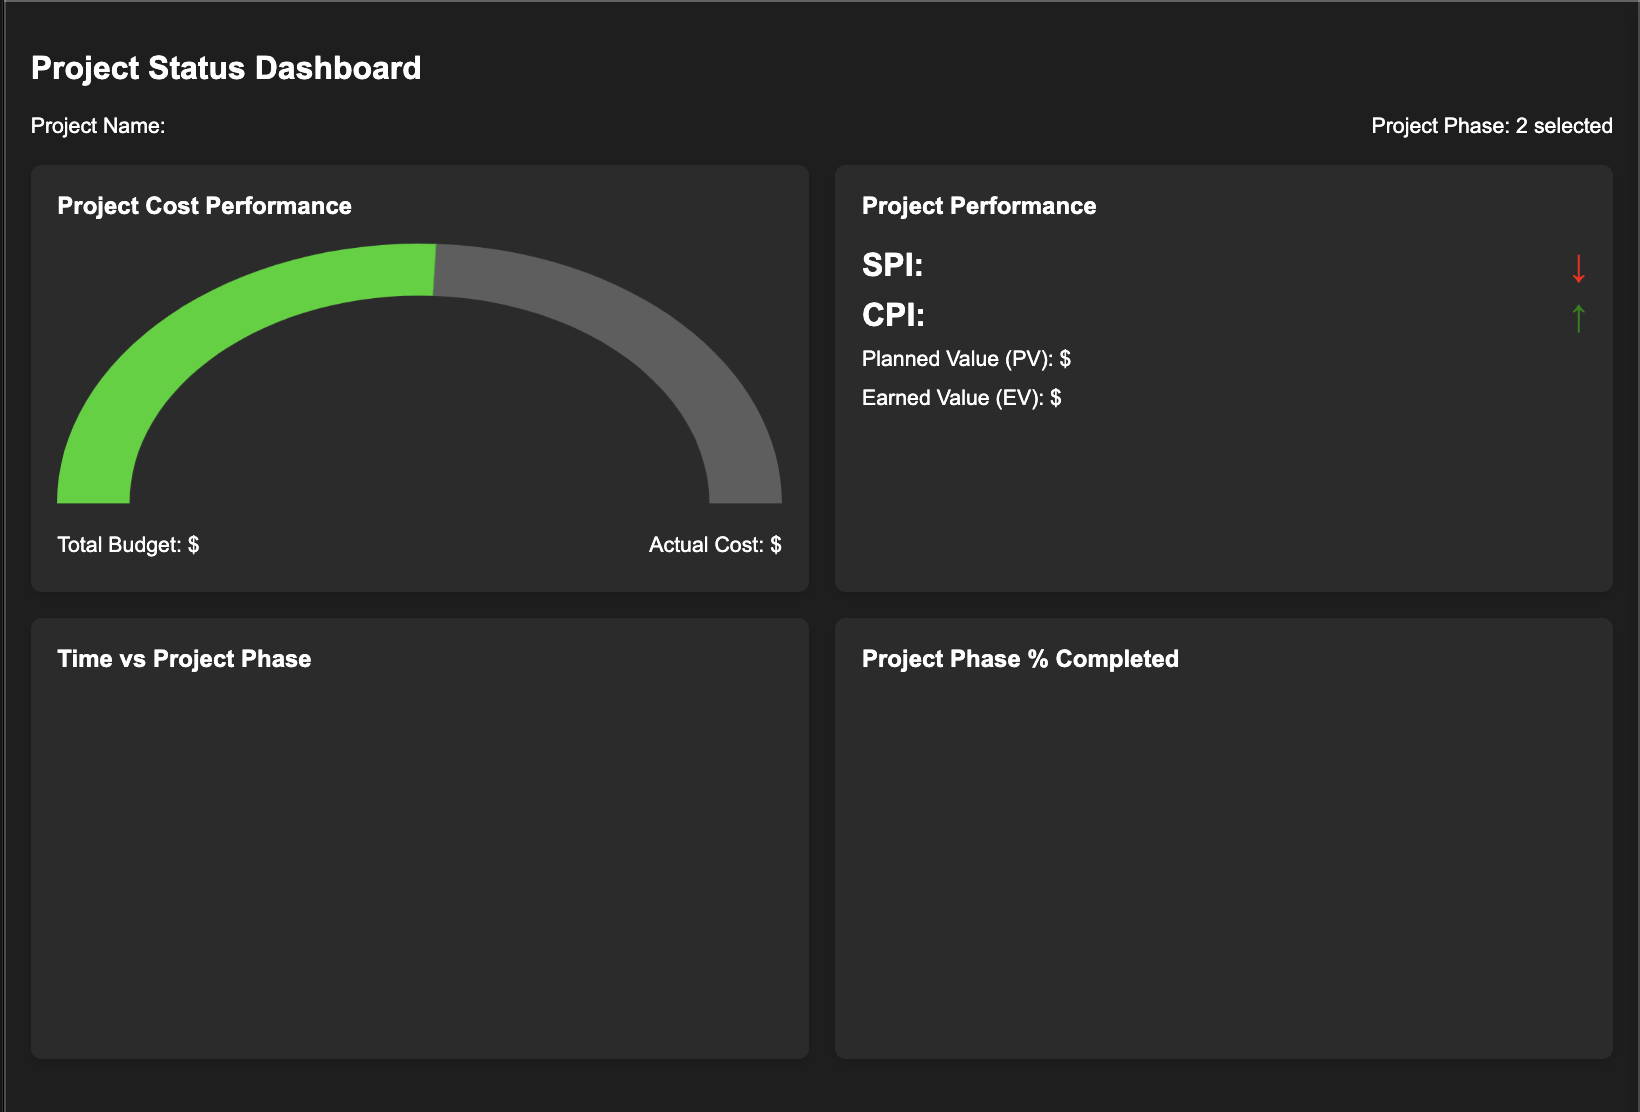 Project Status Dashboard
Project Name:
Project Phase: 2 selected
Project Cost Performance
Total Budget: $
Actual Cost: $
Project Performance
SPI: ↓
CPI: ↑
Planned Value (PV): $
Earned Value (EV): $
Time vs Project Phase
Project Phase % Completed